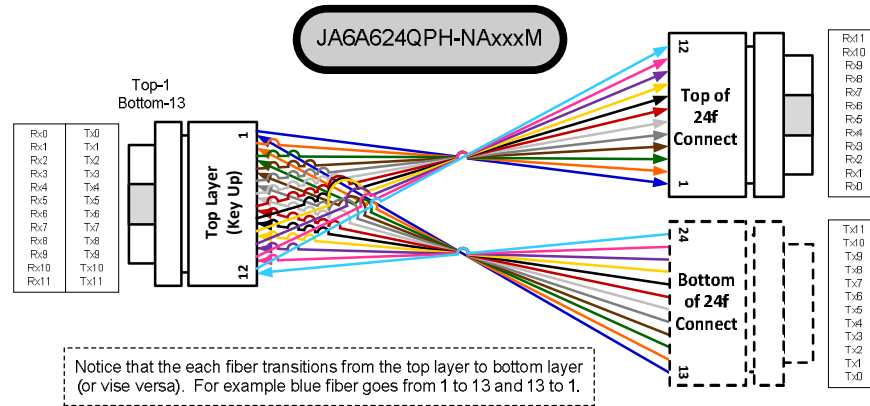 JA6A624QPH-NAxxxM
Top-1
Bottom-13
Rx0 Tx0
Rx1 Tx1
Rx2 Tx2
Rx3 Tx3
Rx4 Tx4
Rx5 Tx5
Rx6 Tx6
Rx7 Tx7
Rx8 Tx8
Rx9 Tx9
Rx10 Tx10
Rx11 Tx11
1
Top Layer
(Key Up)
12
12
Top of
24f
Connect
1
Rx11
Rx10
Rx9
Rx8
Rx7
Rx6
Rx5
Rx4
Rx3
Rx2
Rx1
Rx0
24
Bottom
of 24f
Connect
13
Tx11
Tx10
Tx9
Tx8
Tx7
Tx6
Tx5
Tx4
Tx3
Tx2
Tx1
Tx0
Notice that the each fiber transitions from the top layer to bottom layer
(or vise versa). For example blue fiber goes from 1 to 13 and 13 to 1.